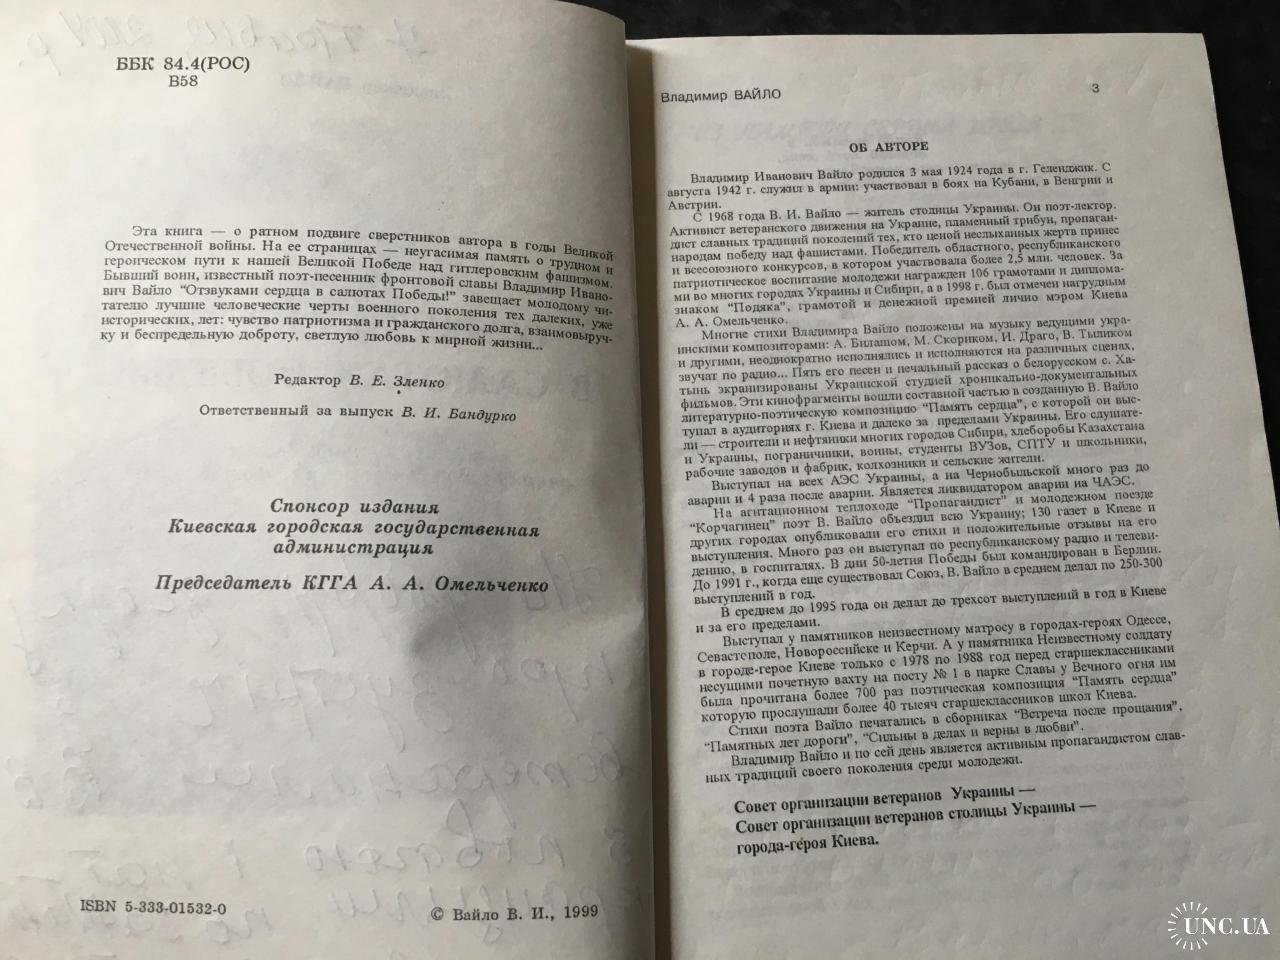 ББК 84.4(РОС)
В58
Эта книга — о ратном подвиге сверстников автора в годы Великой
Отечественной войны. На ее страницах — неугасимая память о трудном и
героическом пути к нашей Великой Победе над гитлеровским фашизмом.
Бывший воин, известный поэт-песенник фронтовой славы Владимир Ивано-
вич Вайло "Отзвуками сердца в салютах Победы!" завещает молодому чи-
тателю лучшие человеческие черты военного поколения тех далеких, уже
исторических, лет: чувство патриотизма и гражданского долга, взаимовыруч-
ку и беспредельную доброту, светлую любовь к мирной жизни...
Редактор В. Е. Зленко
Ответственный за выпуск В. И. Бандурко
Спонсор издания
Киевская городская государственная
администрация
Председатель КГГА А. А. Омельченко
ISBN 5-333-01532-0
© Вайло В. И., 1999
Владимир ВАЙЛО 3
ОБ АВТОРЕ
Владимир Иванович Вайло родился 3 мая 1924 года в г. Геленджик. С
августа 1942 г. служил в армии: участвовал в боях на Кубани, в Венгрии и
Австрии.
С 1968 года В. И. Вайло — житель столицы Украины. Он поэт-лектор.
Активист ветеранского движения на Украине, пламенный трибун, пропаган-
дист славных традиций поколений тех, кто ценой неслыханных жертв принес
народам победу над фашистами. Победитель областного, республиканского
и всесоюзного конкурсов, в котором участвовала более 2,5 млн. человек. За
патриотическое воспитание молодежи награжден 106 грамотами и диплома-
ми во многих городах Украины и Сибири, а в 1998 г. был отмечен нагрудным
знаком "Подяка", грамотой и денежной премией лично мэром Киева
А. А. Омельченко.
Многие стихи Владимира Вайло положены на музыку ведущими укра-
инскими композиторами: А. Билашом, М. Скориком, И. Драго, В. Тыликом
и другими, неоднократно исполнялись и исполняются на различных сценах,
звучат по радио... Пять его песен и печальный рассказ о белорусском с. Ха-
тынь экранизированы Украинской студией хроникально-документальных
фильмов. Эти кинофрагменты вошли составной частью в созданную В. Вайло
литературно-поэтическую композицию "Память сердца", с которой он выс-
тупал в аудиториях г. Киева и далеко за пределами Украины. Его слушате-
ли — строители и нефтяники многих городов Сибири, хлеборобы Казахстана
и Украины, пограничники, воины, студенты ВУЗов, СПТУ и школьники,
рабочие заводов и фабрик, колхозники и сельские жители.
Выступал на всех АЭС Украины, а на Чернобыльской много раз до
аварии и 4 раза после аварии. Является ликвидатором аварии на ЧАЭС.
На агитационном теплоходе "Пропагандист" и молодежном поезде
"Корчагинец" поэт В. Вайло объездил всю Украину; 130 газет в Киеве и
других городах опубликовали его стихи и положительные отзывы на его
выступления. Много раз он выступал по республиканскому радио и телеви-
дению, в госпиталях. В дни 50-летия Победы был командирован в Берлин.
До 1991 г., когда еще существовал Союз, В. Вайло в среднем делал по 250-300
выступлений в год.
В среднем до 1995 года он делал до трехсот выступлений в год в Киеве
и за его пределами.
Выступал у памятников неизвестному матросу в городах-героях Одессе,
Севастополе, Новороссийске и Керчи. А у памятника Неизвестному солдату
в городе-герое Киеве только с 1978 по 1988 год перед старшеклассниками
несущими почетную вахту на посту № 1 в парке Славы у Вечного огня им
была прочитана более 700 раз поэтическая композиция "Память сердца"
которую прослушали более 40 тысяч старшеклассников школ Киева.
Стихи поэта Вайло печатались в сборниках "Встреча после прощания",
"Памятных лет дороги", "Сильны в делах и верны в любви".
Владимир Вайло и по сей день является активным пропагандистом слав-
ных традиций своего поколения среди молодежи.
Совет организации ветеранов Украины —
Совет организации ветеранов столицы Украины —
города-героя Киева.
UNC.UA